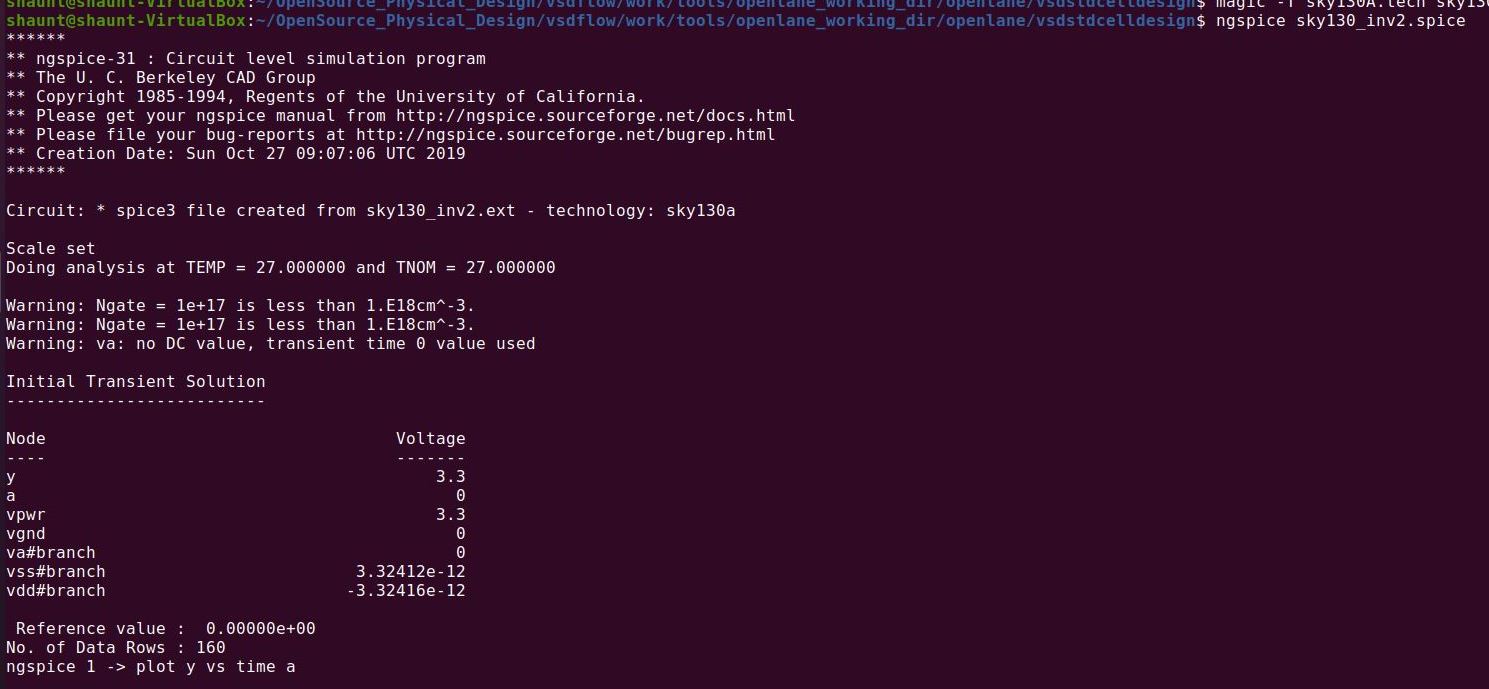 shaunt@shaunt-VirtualBox:~/OpenSource_Physical_Design/vsdflow/work/tools/openlane_working_dir/openlane/vsdstdcelldesign$ magic -T sky130A.tech
shaunt@shaunt-VirtualBox:~/OpenSource_Physical_Design/vsdflow/work/tools/openlane_working_dir/openlane/vsdstdcelldesign$ ngspice sky130_inv2.spice
******
** ngspice-31 : Circuit level simulation program
** The U. C. Berkeley CAD Group
** Copyright 1985-1994, Regents of the University of California.
** Please get your ngspice manual from http://ngspice.sourceforge.net/docs.html
** Please file your bug-reports at http://ngspice.sourceforge.net/bugrep.html
** Creation Date: Sun Oct 27 09:07:06 UTC 2019
******
Circuit: * spice3 file created from sky130_inv2.ext - technology: sky130a
Scale set
Doing analysis at TEMP = 27.000000 and TNOM = 27.000000
Warning: Ngate = 1e+17 is less than 1.E18cm^-3.
Warning: Ngate = 1e+17 is less than 1.E18cm^-3.
Warning: va: no DC value, transient time 0 value used
Initial Transient Solution
--------------------------
Node Voltage
---- -------
y 3.3
a 0
vpwr 3.3
vgnd 0
va#branch 0
vss#branch 3.32412e-12
vdd#branch -3.32416e-12
Reference value : 0.00000e+00
No. of Data Rows : 160
ngspice 1 -> plot y vs time a